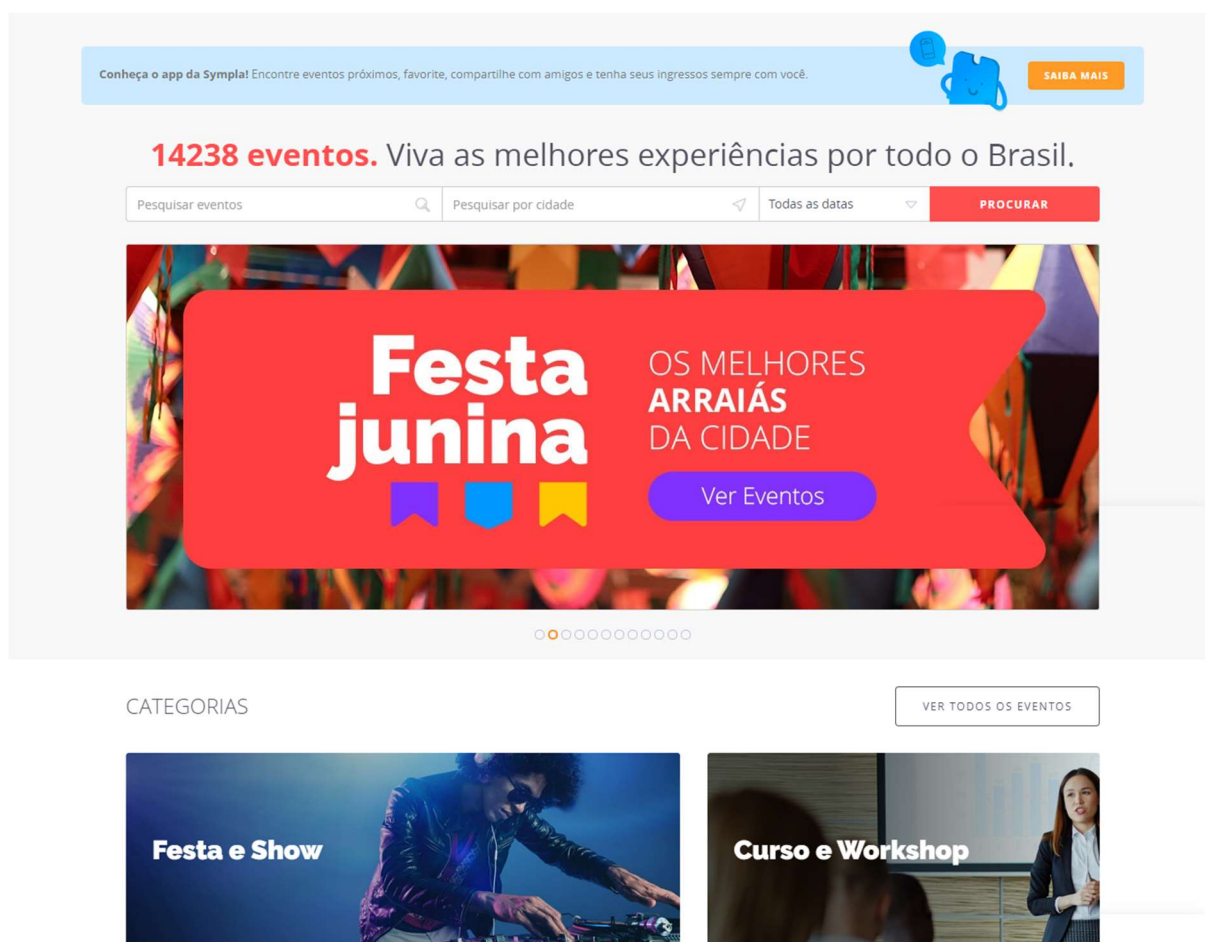 Conheça o app da Sympla! Encontre eventos próximos, favorite, compartilhe com amigos e tenha seus ingressos sempre com você.
SAIBA MAIS
14238 eventos. Viva as melhores experiências por todo o Brasil.
Pesquisar eventos
Pesquisar por cidade
Todas as datas
PROCURAR
Festa
junina
OS MELHORES
ARRAIÁS
DA CIDADE
Ver Eventos
CATEGORIAS
VER TODOS OS EVENTOS
Festa e Show
Curso e Workshop